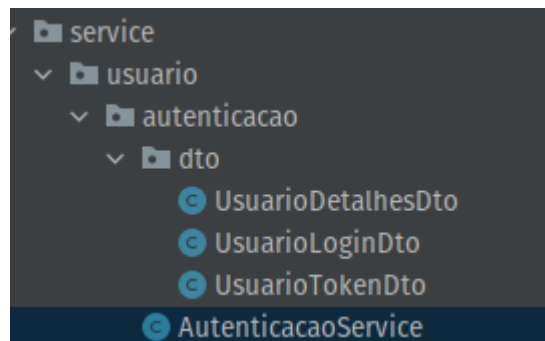 service
usuario
autenticacao
dto
UsuarioDetalhesDto
UsuarioLoginDto
UsuarioTokenDto
AutenticacaoService